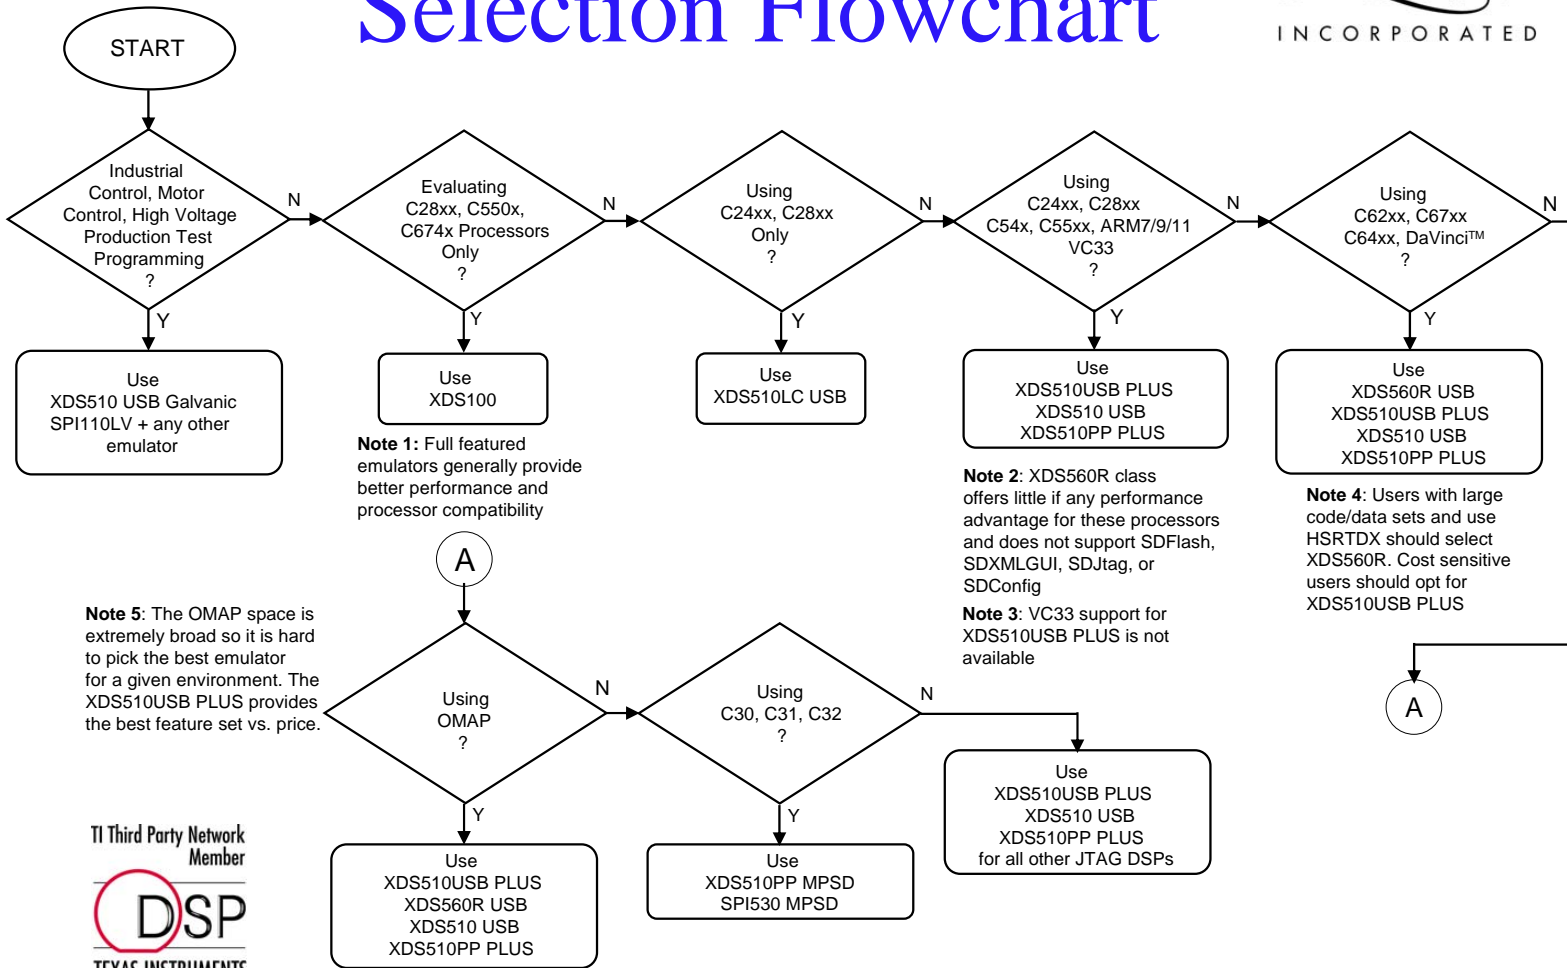 Selection Flowchart
INCORPORATED
START
Industrial
Control, Motor
Control, High Voltage
Production Test
Programming
?
N
Y
Use
XDS510 USB Galvanic
SPI110LV + any other
emulator
Evaluating
C28xx, C550x,
C674x Processors
Only
?
N
Y
Use
XDS100
Note 1: Full featured
emulators generally provide
better performance and
processor compatibility
Using
C24xx, C28xx
Only
?
N
Y
Use
XDS510LC USB
Using
C24xx, C28xx
C54x, C55xx, ARM7/9/11
VC33
?
N
Y
Use
XDS510USB PLUS
XDS510 USB
XDS510PP PLUS
Note 2: XDS560R class
offers little if any performance
advantage for these processors
and does not support SDFlash,
SDXMLGUI, SDJtag, or
SDConfig
Note 3: VC33 support for
XDS510USB PLUS is not
available
Using
C62xx, C67xx
C64xx, DaVinci™
?
N
Y
Use
XDS560R USB
XDS510USB PLUS
XDS510 USB
XDS510PP PLUS
Note 4: Users with large
code/data sets and use
HSRTDX should select
XDS560R. Cost sensitive
users should opt for
XDS510USB PLUS
A
A
Note 5: The OMAP space is
extremely broad so it is hard
to pick the best emulator
for a given environment. The
XDS510USB PLUS provides
the best feature set vs. price.
Using
OMAP
?
N
Y
Use
XDS510USB PLUS
XDS560R USB
XDS510 USB
XDS510PP PLUS
Using
C30, C31, C32
?
N
Y
Use
XDS510PP MPSD
SPI530 MPSD
Use
XDS510USB PLUS
XDS510 USB
XDS510PP PLUS
for all other JTAG DSPs
TI Third Party Network
Member
DSP
TEXAS INSTRUMENTS